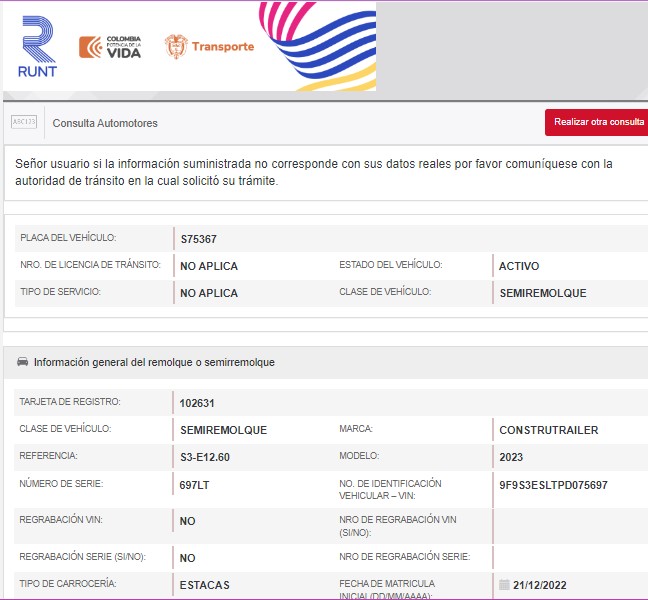 RUNT
COLOMBIA
POTENCIA DE LA
VIDA
Transporte
ABC123
Consulta Automotores
Realizar otra consulta
Señor usuario si la información suministrada no corresponde con sus datos reales por favor comuníquese con la
autoridad de tránsito en la cual solicitó su trámite.
PLACA DEL VEHÍCULO: S75367
NRO. DE LICENCIA DE TRÁNSITO: NO APLICA ESTADO DEL VEHÍCULO: ACTIVO
TIPO DE SERVICIO: NO APLICA CLASE DE VEHÍCULO: SEMIREMOLQUE
Información general del remolque o semirremolque
TARJETA DE REGISTRO: 102631
CLASE DE VEHÍCULO: SEMIREMOLQUE MARCA: CONSTRUTRAILER
REFERENCIA: S3-E12.60 MODELO: 2023
NÚMERO DE SERIE: 697LT NO. DE IDENTIFICACIÓN
VEHICULAR – VIN: 9F9S3ESLTPD075697
REGRABACIÓN VIN: NO NRO DE REGRABACIÓN VIN
(SI/NO):
REGRABACIÓN SERIE (SI/NO): NO NRO DE REGRABACIÓN SERIE:
TIPO DE CARROCERÍA: ESTACAS FECHA DE MATRICULA
INICIAL (DD/MM/AAAA): 21/12/2022